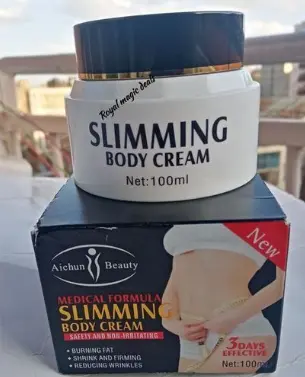 Royal magic deals
SLIMMING
BODY CREAM
Net:100ml
Aichun Beauty
New
MEDICAL FORMULA
SLIMMING
BODY CREAM
SAFETY AND NON-IRRITATING
• BURNING FAT
• SHRINK AND FIRMING
• REDUCING WRINKLES
3 DAYS
EFFECTIVE
Net:100ml